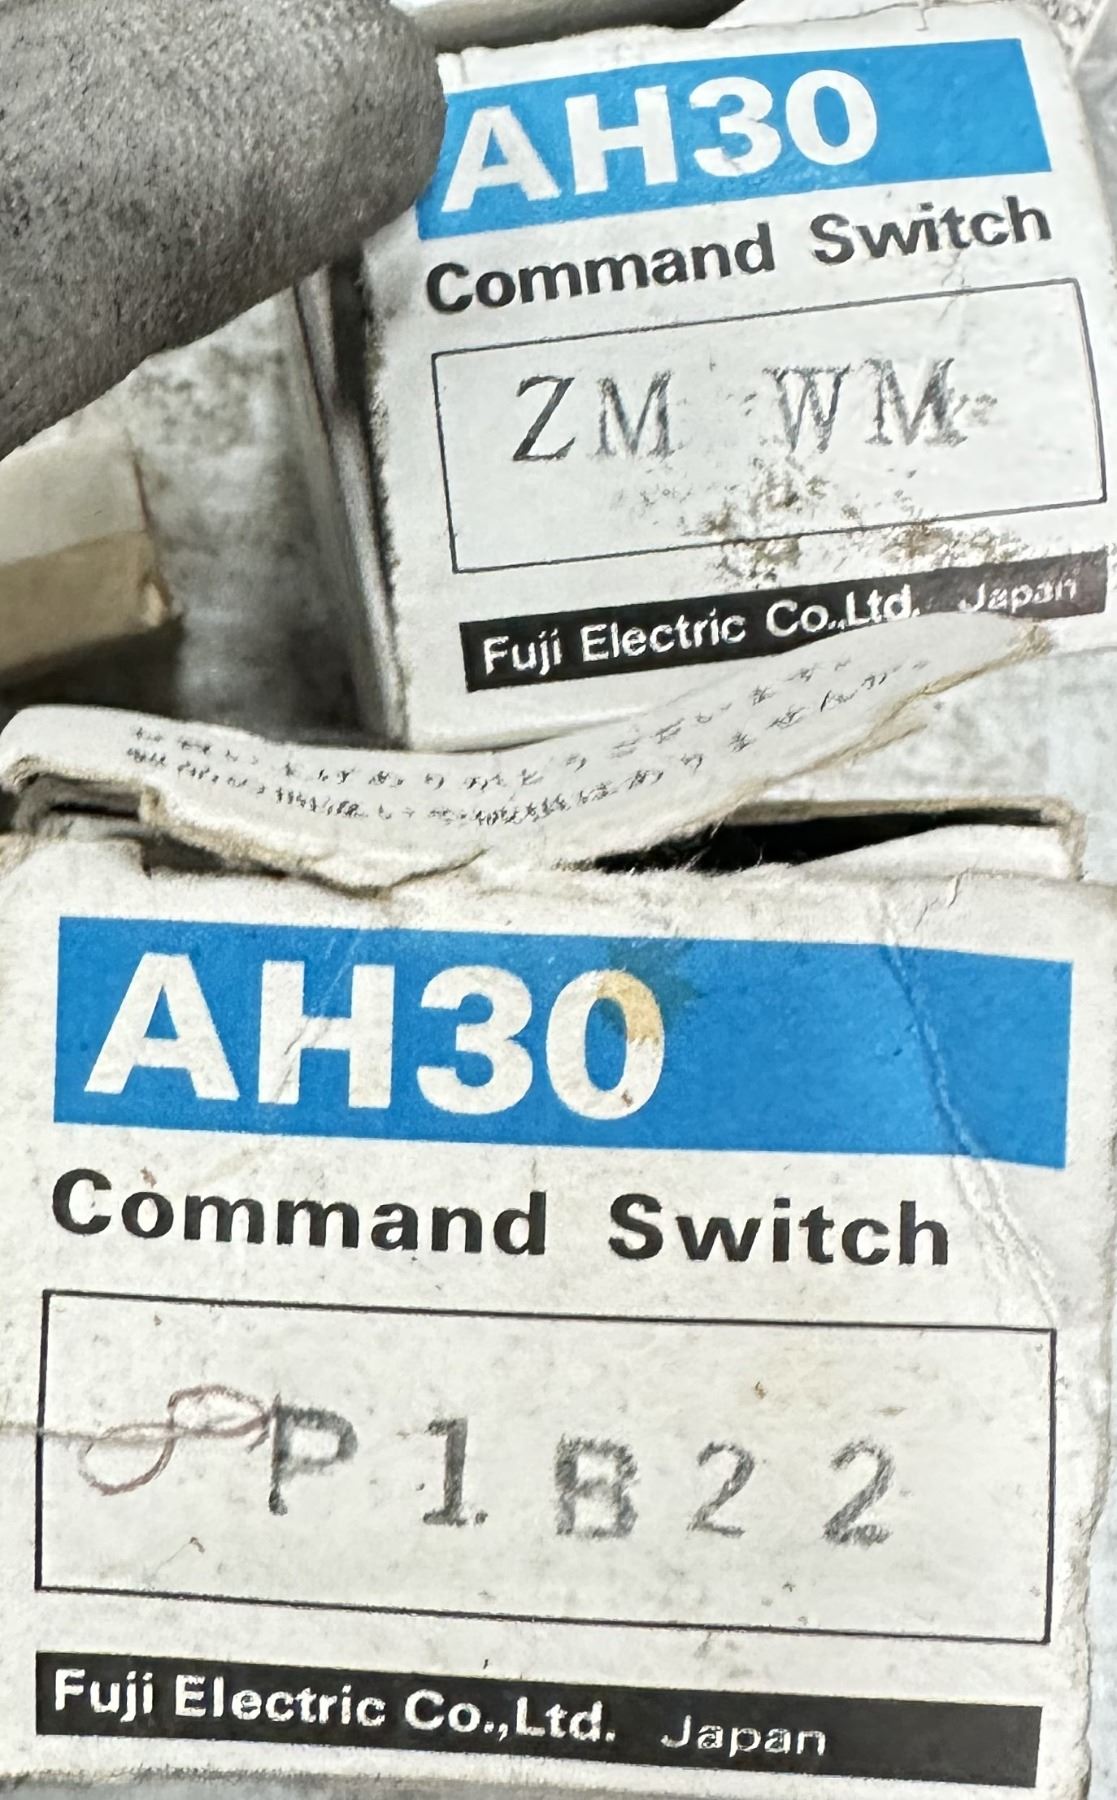 AH30
Command Switch
ZM WM
Fuji Electric Co.,Ltd. Japan
AH30
Command Switch
P1B22
Fuji Electric Co.,Ltd. Japan